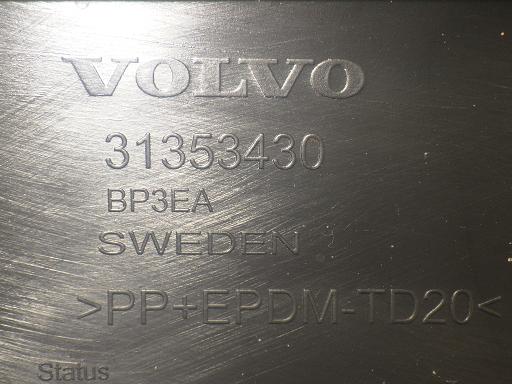 VOLVO
31353430
BP3EA
SWEDEN
>PP+EPDM-TD20<
Status